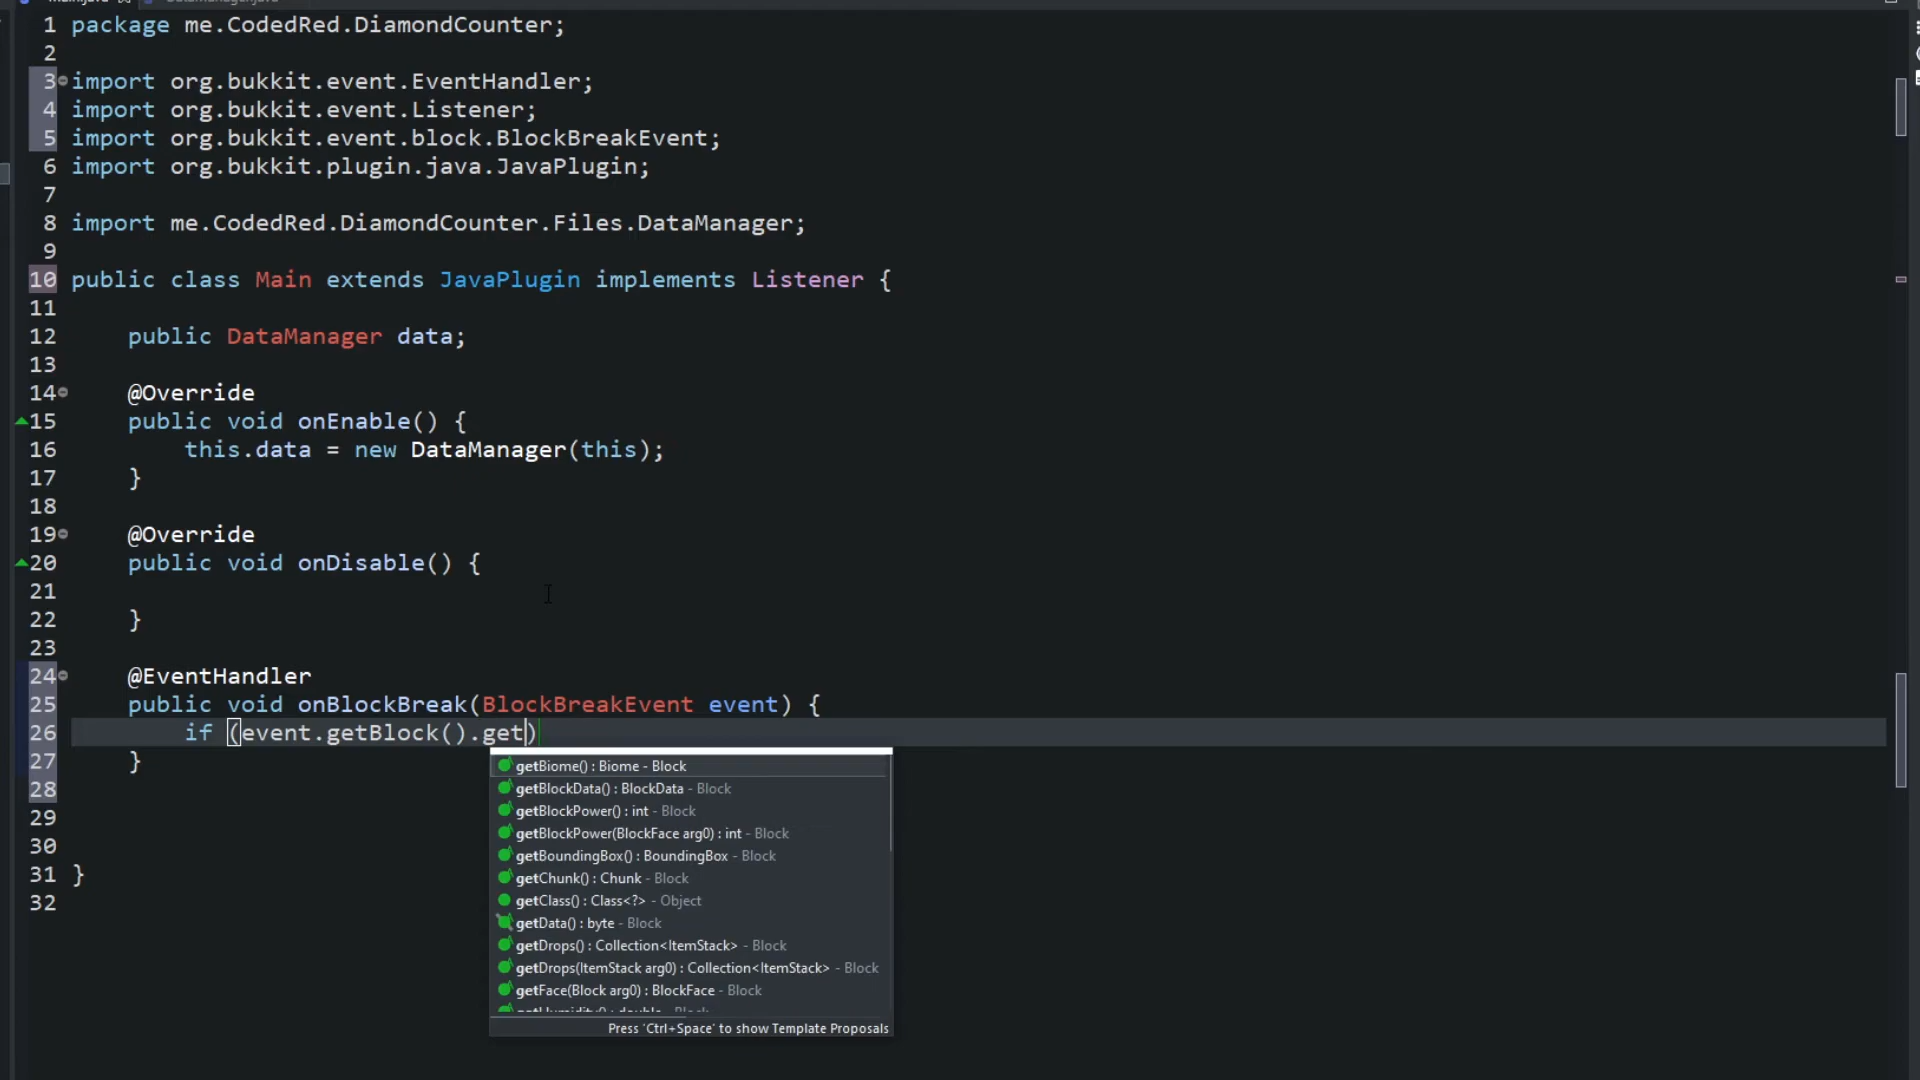 1 package me.CodedRed.DiamondCounter;
2
3 import org.bukkit.event.EventHandler;
4 import org.bukkit.event.Listener;
5 import org.bukkit.event.block.BlockBreakEvent;
6 import org.bukkit.plugin.java.JavaPlugin;
7
8 import me.CodedRed.DiamondCounter.Files.DataManager;
9
10 public class Main extends JavaPlugin implements Listener {
11
12 public DataManager data;
13
14 @Override
15 public void onEnable() {
16 this.data = new DataManager(this);
17 }
18
19 @Override
20 public void onDisable() {
21
22 }
23
24 @EventHandler
25 public void onBlockBreak(BlockBreakEvent event) {
26 if (event.getBlock().get)
27 }
28
29
30
31 }
32
getBiome() : Biome - Block
getBlockData() : BlockData - Block
getBlockPower() : int - Block
getBlockPower(BlockFace arg0) : int - Block
getBoundingBox() : BoundingBox - Block
getChunk() : Chunk - Block
getClass() : Class<?> - Object
getData() : byte - Block
getDrops() : Collection<ItemStack> - Block
getDrops(ItemStack arg0) : Collection<ItemStack> - Block
getFace(Block arg0) : BlockFace - Block
getHumidity() : double - Block
Press 'Ctrl+Space' to show Template Proposals